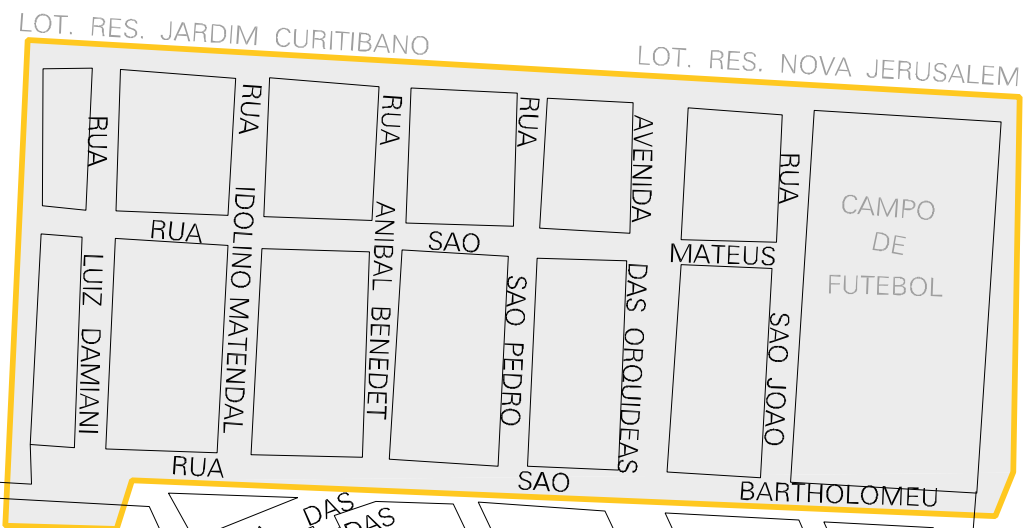 LOT. RES. JARDIM CURITIBANO
LOT. RES. NOVA JERUSALEM
RUA LUIZ DAMIANI
RUA IDOLINO MATENDAL
RUA ANIBAL BENEDET
RUA SAO PEDRO
AVENIDA DAS ORQUIDEAS
RUA SAO JOAO
CAMPO
DE
FUTEBOL
RUA SAO MATEUS
RUA SAO BARTHOLOMEU
DAS
DAS